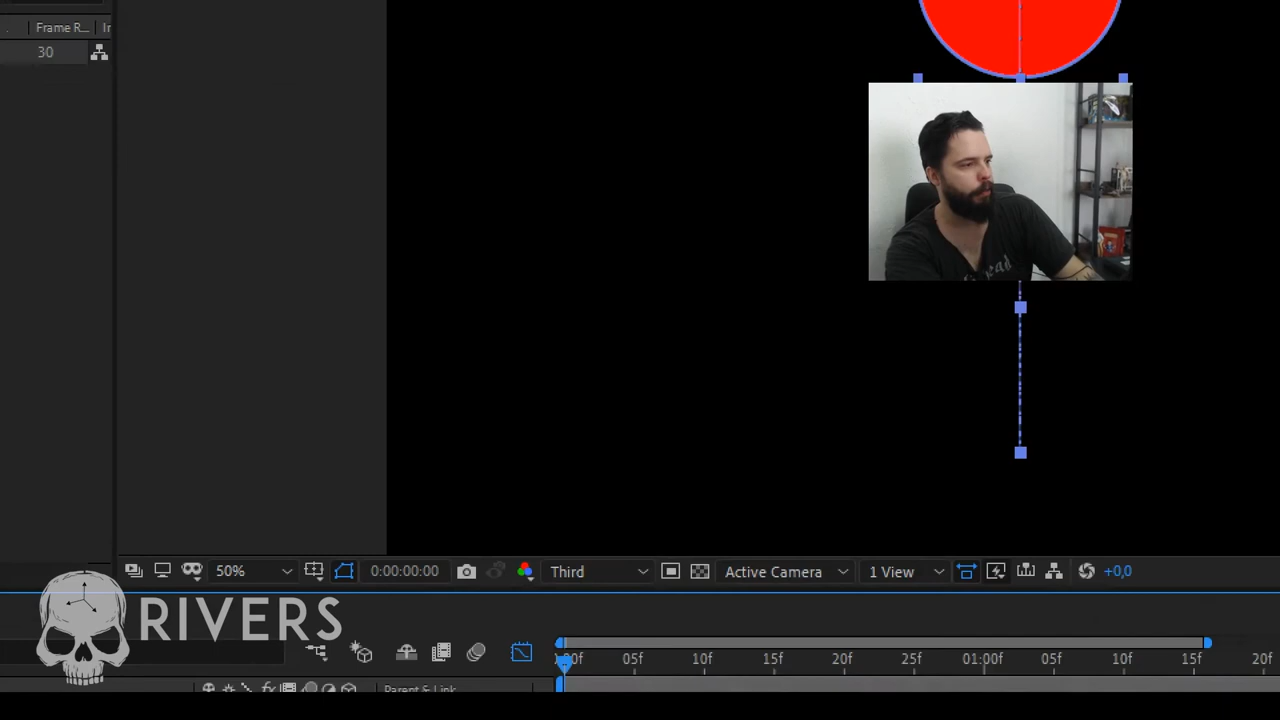 Frame R...
30
50%
0:00:00:00
Third
Active Camera
1 View
+0,0
RIVERS
05f
10f
15f
20f
25f
01:00f
05f
10f
15f
20f
fx
Parent & Link